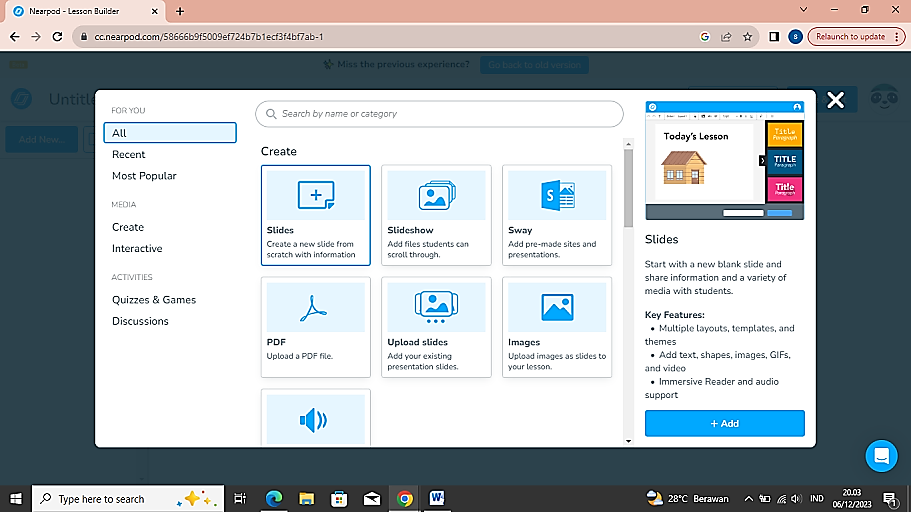 Nearpod - Lesson Builder
cc.nearpod.com/58666b9f5009ef724b7b1ecf3f4bf7ab-1
S
Relaunch to update
Miss the previous experience?
Go back to old version
Add New...
FOR YOU
All
Recent
Most Popular
MEDIA
Create
Interactive
ACTIVITIES
Quizzes & Games
Discussions
Search by name or category
Create
Slides
Create a new slide from
scratch with information
Slideshow
Add files students can
scroll through.
Sway
Add pre-made sites and
presentations.
PDF
Upload a PDF file.
Upload slides
Add your existing
presentation slides.
Images
Upload images as slides to
your lesson.
Today's Lesson
Title
Paragraph
TITLE
Paragraph
Title
Paragraph
Slides
Start with a new blank slide and
share information and a variety of
media with students.
Key Features:
• Multiple layouts, templates, and
themes
• Add text, shapes, images, GIFs,
and video
• Immersive Reader and audio
support
+ Add
Type here to search
28°C Berawan
IND
20.03
06/12/2023
1